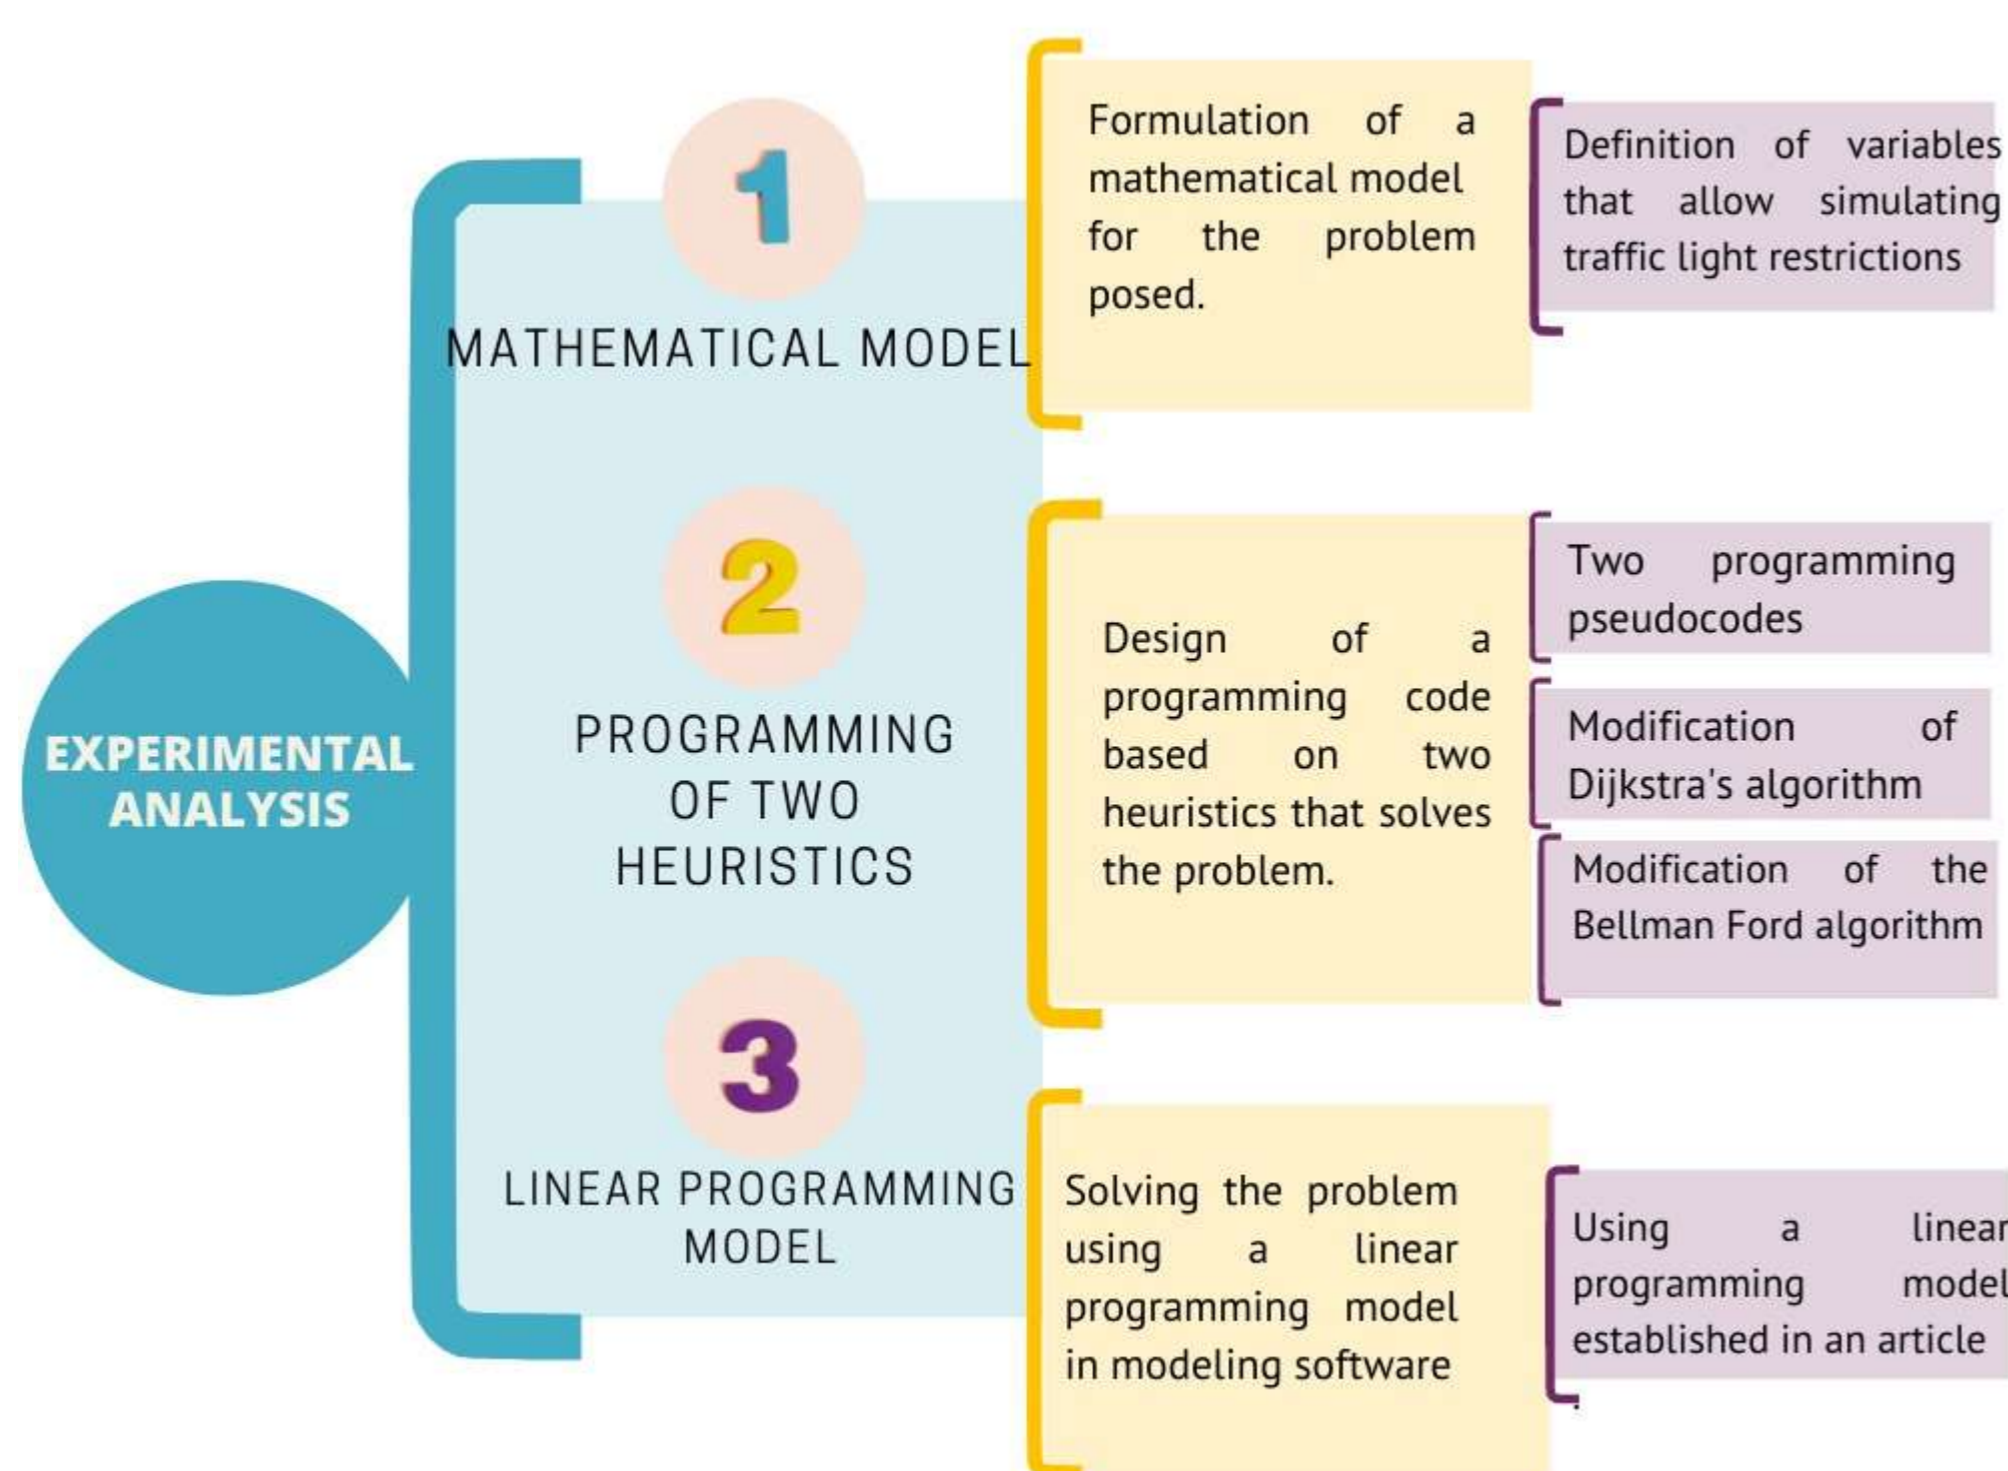 EXPERIMENTAL
ANALYSIS
1
MATHEMATICAL MODEL
Formulation of a
mathematical model
for the problem
posed.
Definition of variables
that allow simulating
traffic light restrictions
2
PROGRAMMING
OF TWO
HEURISTICS
Design of a
programming code
based on two
heuristics that solves
the problem.
Two programming
pseudocodes
Modification of
Dijkstra's algorithm
Modification of the
Bellman Ford algorithm
3
LINEAR PROGRAMMING
MODEL
Solving the problem
using a linear
programming model
in modeling software
Using a linear
programming model
established in an article
.